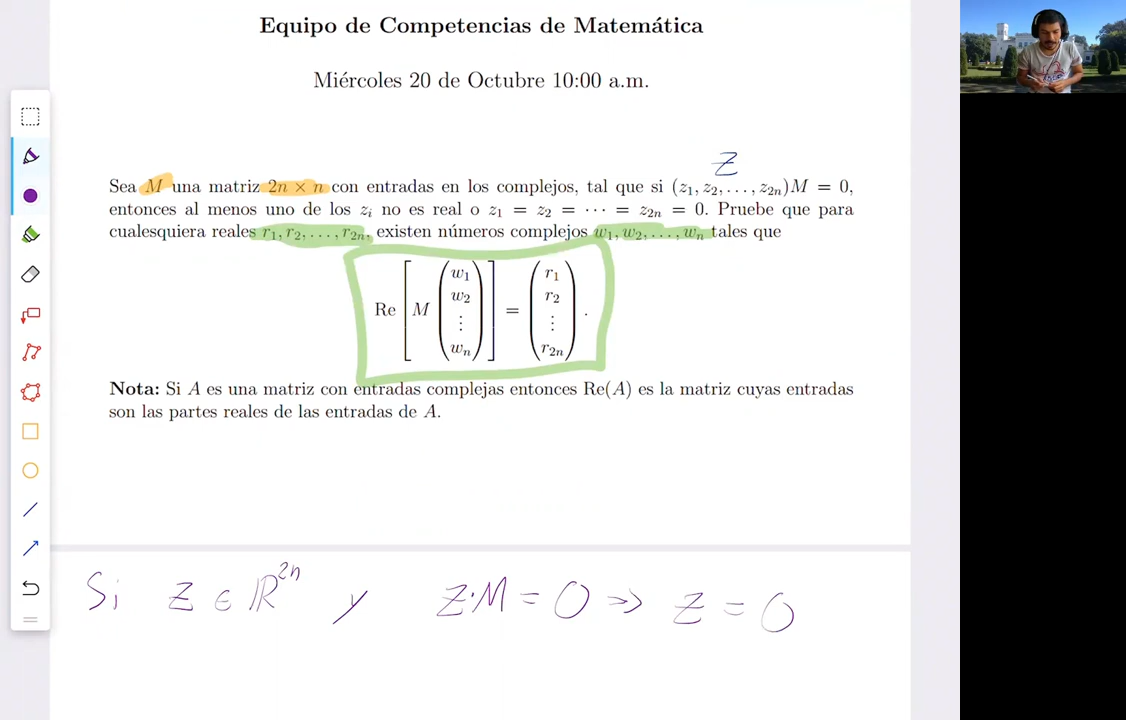 Equipo de Competencias de Matemática
Miércoles 20 de Octubre 10:00 a.m.
Z
Sea M una matriz 2n × n con entradas en los complejos, tal que si (z₁, z₂, . . . , z₂ₙ)M = 0,
entonces al menos uno de los zᵢ no es real o z₁ = z₂ = ··· = z₂ₙ = 0. Pruebe que para
cualesquiera reales r₁, r₂, . . . , r₂ₙ, existen números complejos w₁, w₂, . . . , wₙ tales que
Re [ M ( w₁ w₂ ⋮ wₙ ) ] = ( r₁ r₂ ⋮ r₂ₙ ) .
Nota: Si A es una matriz con entradas complejas entonces Re(A) es la matriz cuyas entradas
son las partes reales de las entradas de A.
Si Z ∈ ℝ²ⁿ y Z·M = 0 => Z = 0